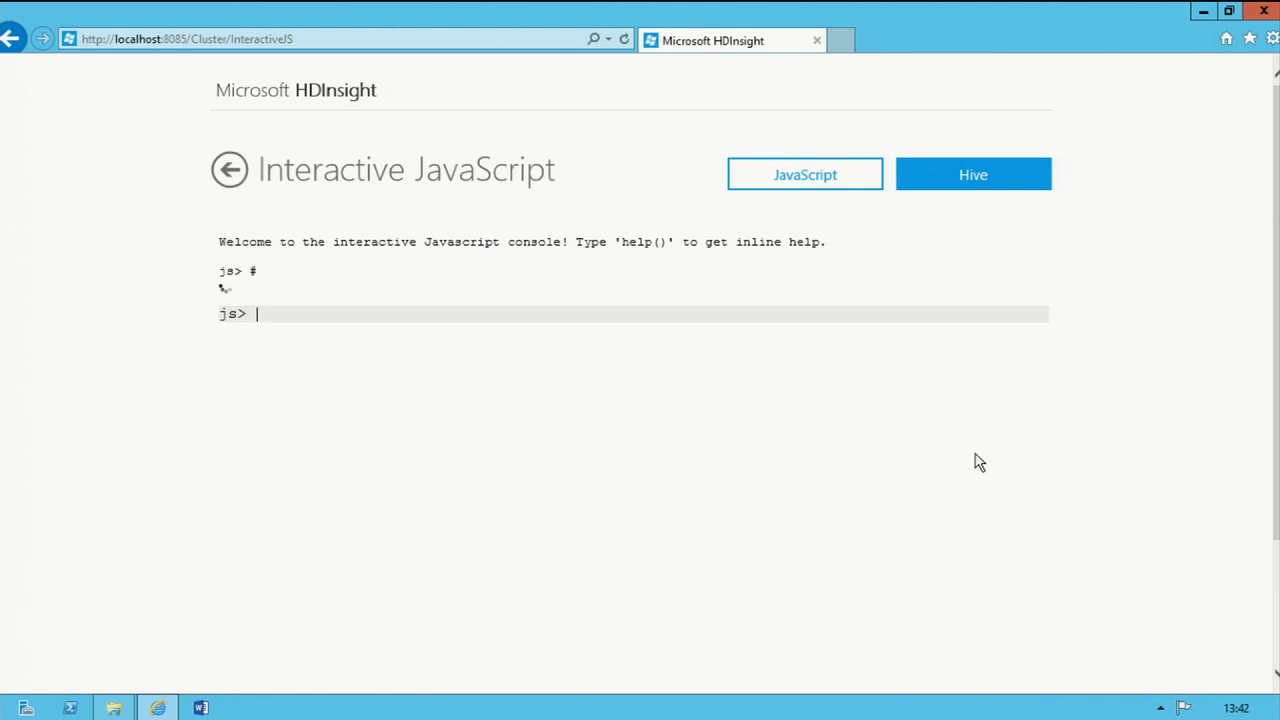 http://localhost:8085/Cluster/InteractiveJS
Microsoft HDInsight
Microsoft HDInsight
Interactive JavaScript
JavaScript
Hive
Welcome to the interactive Javascript console! Type 'help()' to get inline help.
js> #
js>
13:42